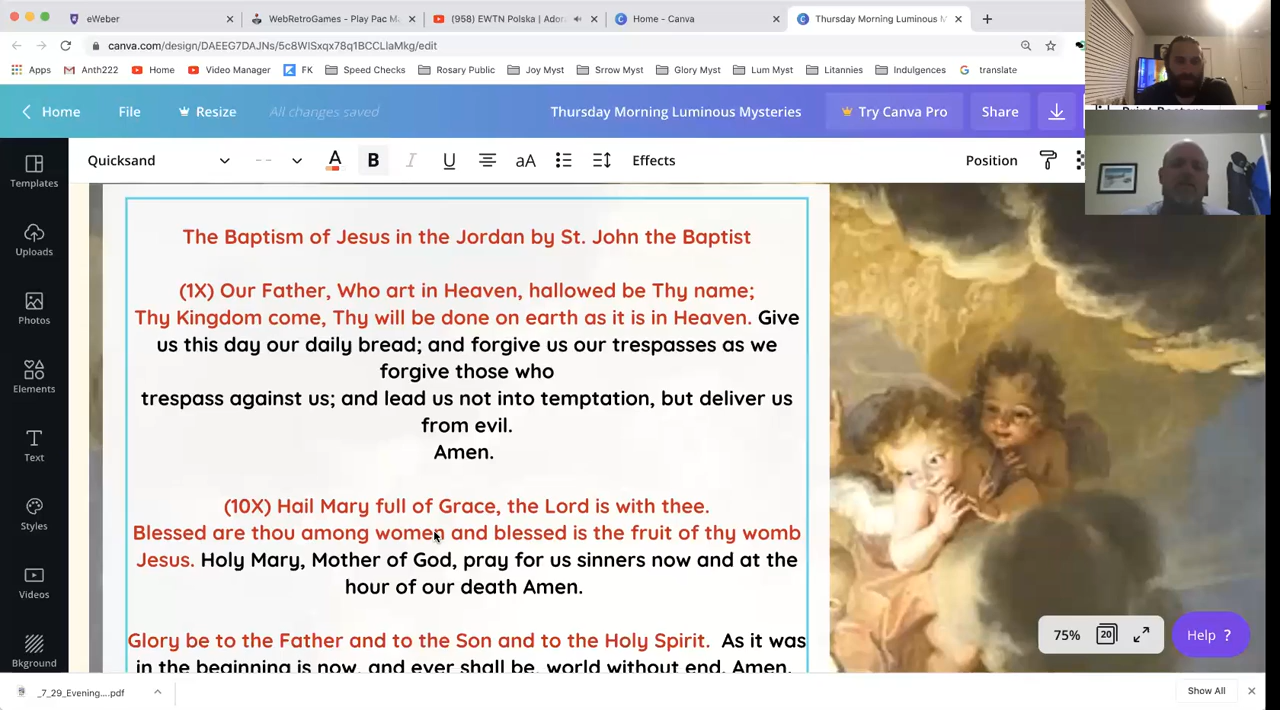 eWeber
WebRetroGames - Play Pac M
(958) EWTN Polska | Ador
Home - Canva
Thursday Morning Luminous M
canva.com/design/DAEEG7DAJNs/5c8WlSxqx78q1BCCLlaMkg/edit
Apps Anth222 Home Video Manager FK Speed Checks Rosary Public Joy Myst Srrow Myst Glory Myst Lum Myst Litannies Indulgences translate
Home File Resize All changes saved Thursday Morning Luminous Mysteries Try Canva Pro Share
Quicksand -- A B I U aA Effects Position
Templates
Uploads
Photos
Elements
Text
Styles
Videos
Bkground
The Baptism of Jesus in the Jordan by St. John the Baptist
(1X) Our Father, Who art in Heaven, hallowed be Thy name;
Thy Kingdom come, Thy will be done on earth as it is in Heaven. Give
us this day our daily bread; and forgive us our trespasses as we
forgive those who
trespass against us; and lead us not into temptation, but deliver us
from evil.
Amen.
(10X) Hail Mary full of Grace, the Lord is with thee.
Blessed are thou among women and blessed is the fruit of thy womb
Jesus. Holy Mary, Mother of God, pray for us sinners now and at the
hour of our death Amen.
Glory be to the Father and to the Son and to the Holy Spirit. As it was
in the beginning is now, and ever shall be, world without end. Amen.
75% 20 Help ?
_7_29_Evening....pdf
Show All